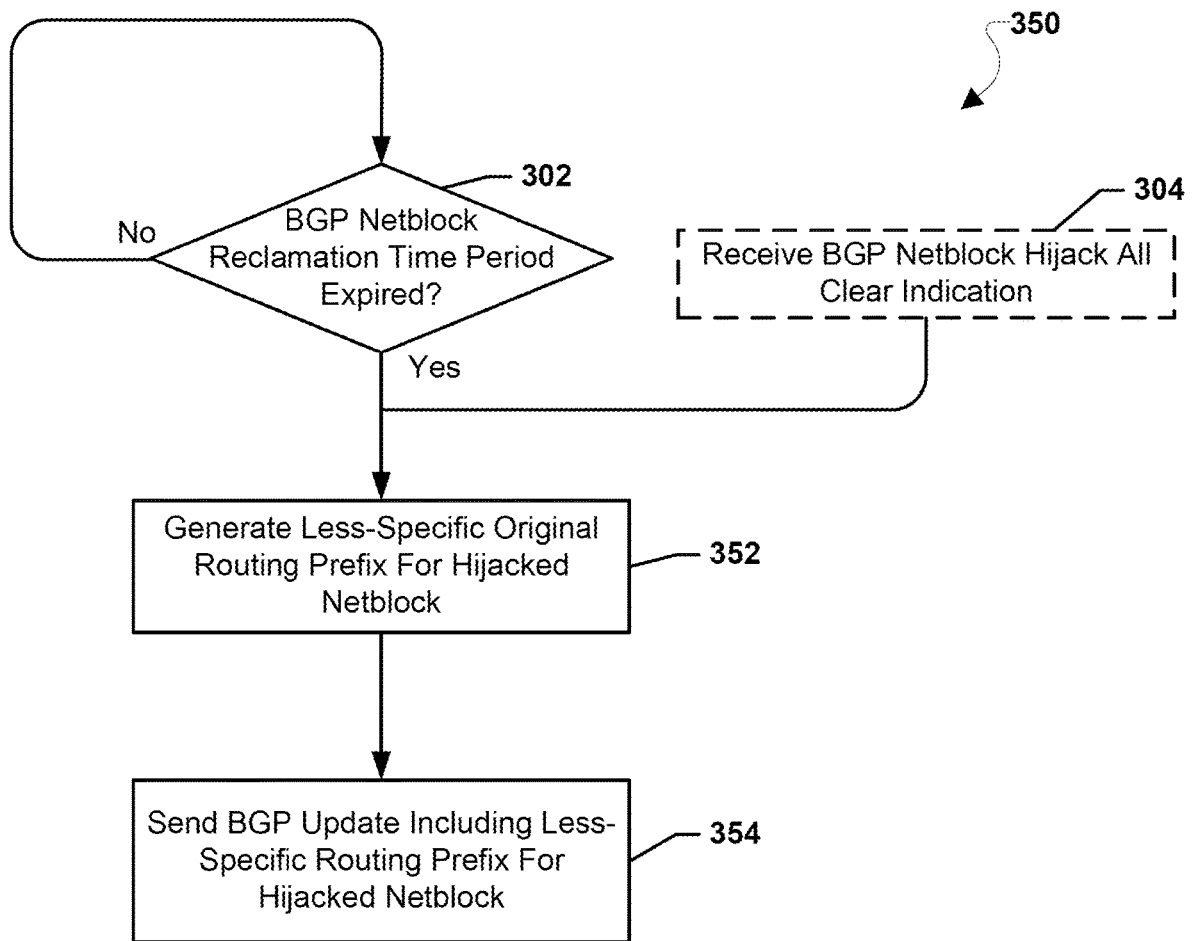 350
302
BGP Netblock
Reclamation Time Period
Expired?
No
Yes
304
Receive BGP Netblock Hijack All
Clear Indication
Generate Less-Specific Original
Routing Prefix For Hijacked
Netblock
352
Send BGP Update Including Less-
Specific Routing Prefix For
Hijacked Netblock
354